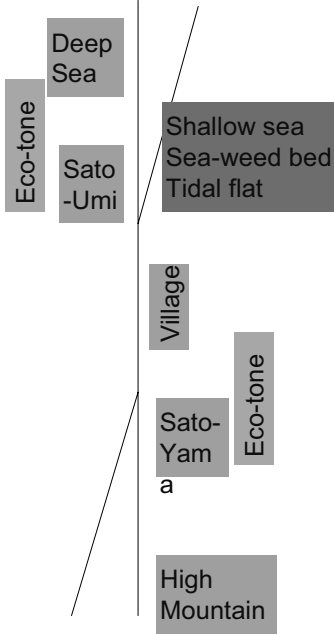 Deep
Sea
Eco-tone
Sato
-Umi
Shallow sea
Sea-weed bed
Tidal flat
Village
Eco-tone
Sato-
Yam
a
High
Mountain